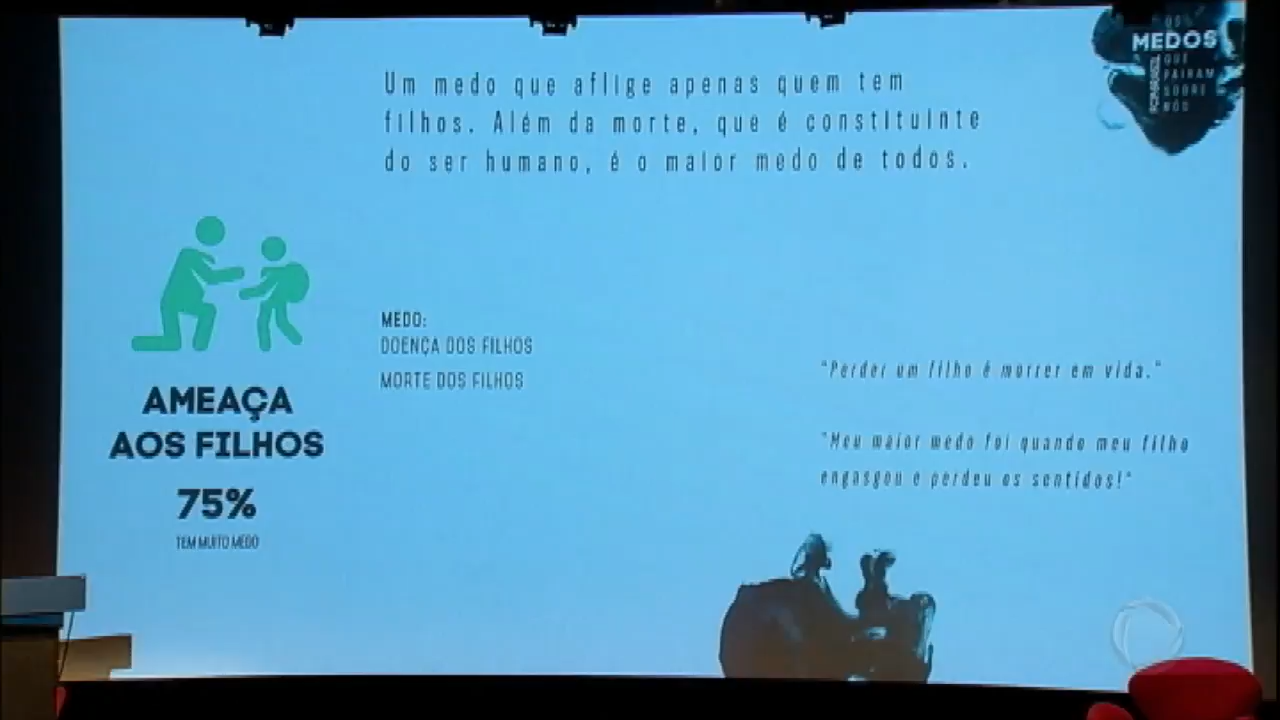 Um medo que aflige apenas quem tem
filhos. Além da morte, que é constituinte
do ser humano, é o maior medo de todos.
OS
MEDOS
QUE
PAIRAM
SOBRE
NÓS
MEDO:
DOENÇA DOS FILHOS
MORTE DOS FILHOS
AMEAÇA
AOS FILHOS
75%
TEM MUITO MEDO
"Perder um filho é morrer em vida."
"Meu maior medo foi quando meu filho
engasgou e perdeu os sentidos!"